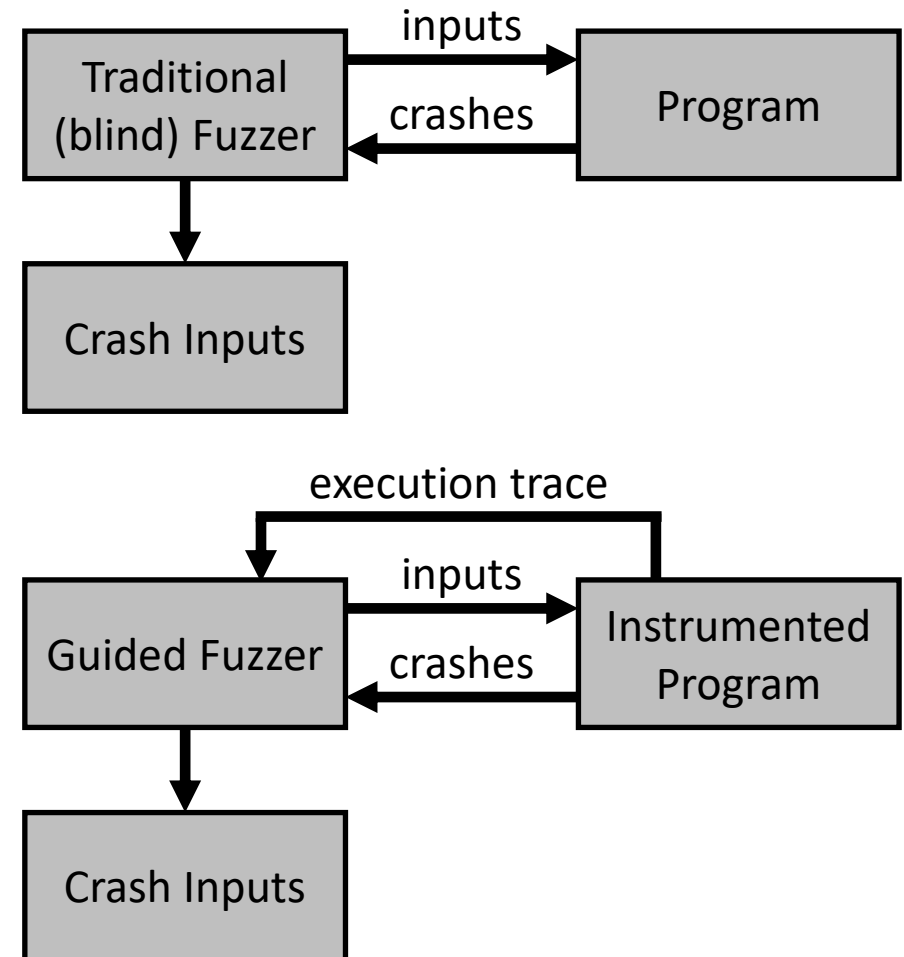 inputs
Traditional
(blind) Fuzzer
crashes
Program
Crash Inputs
execution trace
inputs
Guided Fuzzer
crashes
Instrumented
Program
Crash Inputs